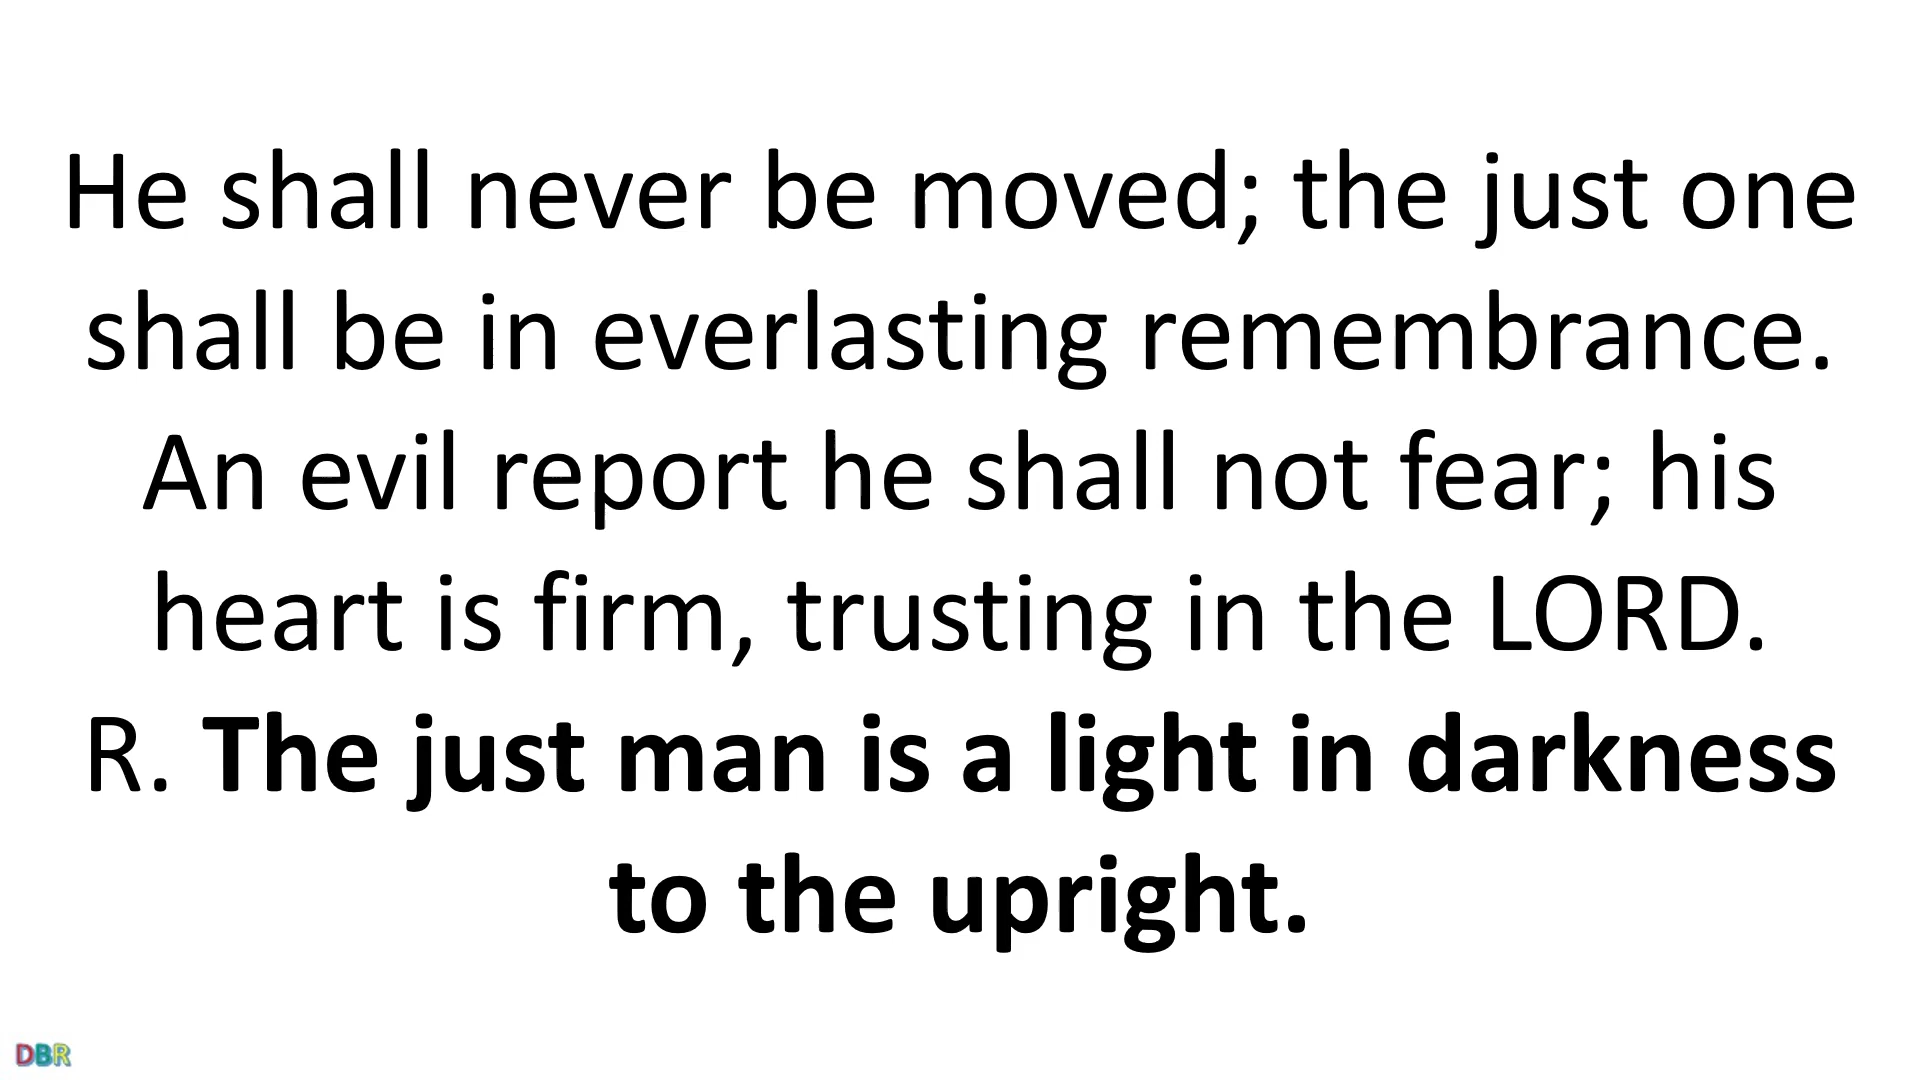 He shall never be moved; the just one
shall be in everlasting remembrance.
An evil report he shall not fear; his
heart is firm, trusting in the LORD.
R. The just man is a light in darkness
to the upright.
DBR